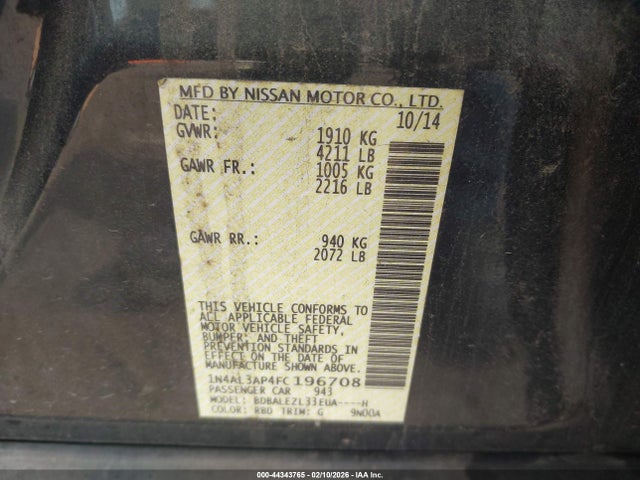 MFD BY NISSAN MOTOR CO., LTD.
DATE: 10/14
GVWR: 1910 KG
4211 LB
GAWR FR.: 1005 KG
2216 LB
GAWR RR.: 940 KG
2072 LB
THIS VEHICLE CONFORMS TO
ALL APPLICABLE FEDERAL
MOTOR VEHICLE SAFETY,
BUMPER, AND THEFT
PREVENTION STANDARDS IN
EFFECT ON THE DATE OF
MANUFACTURE SHOWN ABOVE.
1N4AL3AP4FC196708
PASSENGER CAR 943
MODEL: BDBALEZL33EUA----H
COLOR: RBD TRIM: G 9N00A
000-44343765 - 02/10/2026 - IAA Inc.